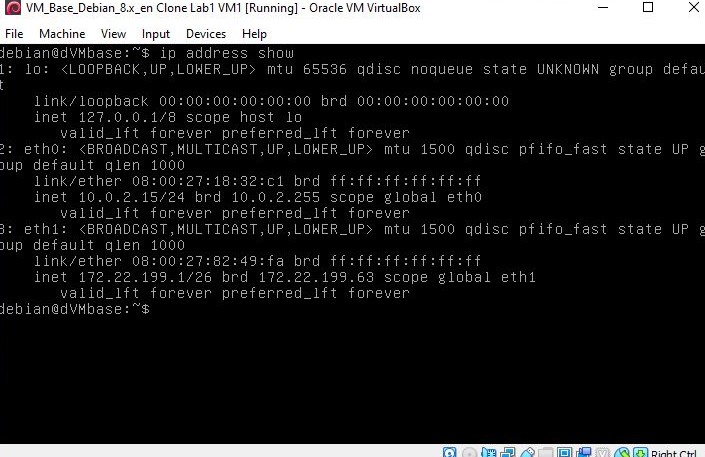 VM_Base_Debian_8.x_en Clone Lab1 VM1 [Running] - Oracle VM VirtualBox
File Machine View Input Devices Help
debian@dVMbase:~$ ip address show
1: lo: <LOOPBACK,UP,LOWER_UP> mtu 65536 qdisc noqueue state UNKNOWN group defau
t
link/loopback 00:00:00:00:00:00 brd 00:00:00:00:00:00
inet 127.0.0.1/8 scope host lo
valid_lft forever preferred_lft forever
2: eth0: <BROADCAST,MULTICAST,UP,LOWER_UP> mtu 1500 qdisc pfifo_fast state UP g
oup default qlen 1000
link/ether 08:00:27:18:32:c1 brd ff:ff:ff:ff:ff:ff
inet 10.0.2.15/24 brd 10.0.2.255 scope global eth0
valid_lft forever preferred_lft forever
3: eth1: <BROADCAST,MULTICAST,UP,LOWER_UP> mtu 1500 qdisc pfifo_fast state UP g
oup default qlen 1000
link/ether 08:00:27:82:49:fa brd ff:ff:ff:ff:ff:ff
inet 172.22.199.1/26 brd 172.22.199.63 scope global eth1
valid_lft forever preferred_lft forever
debian@dVMbase:~$
Right Ctrl